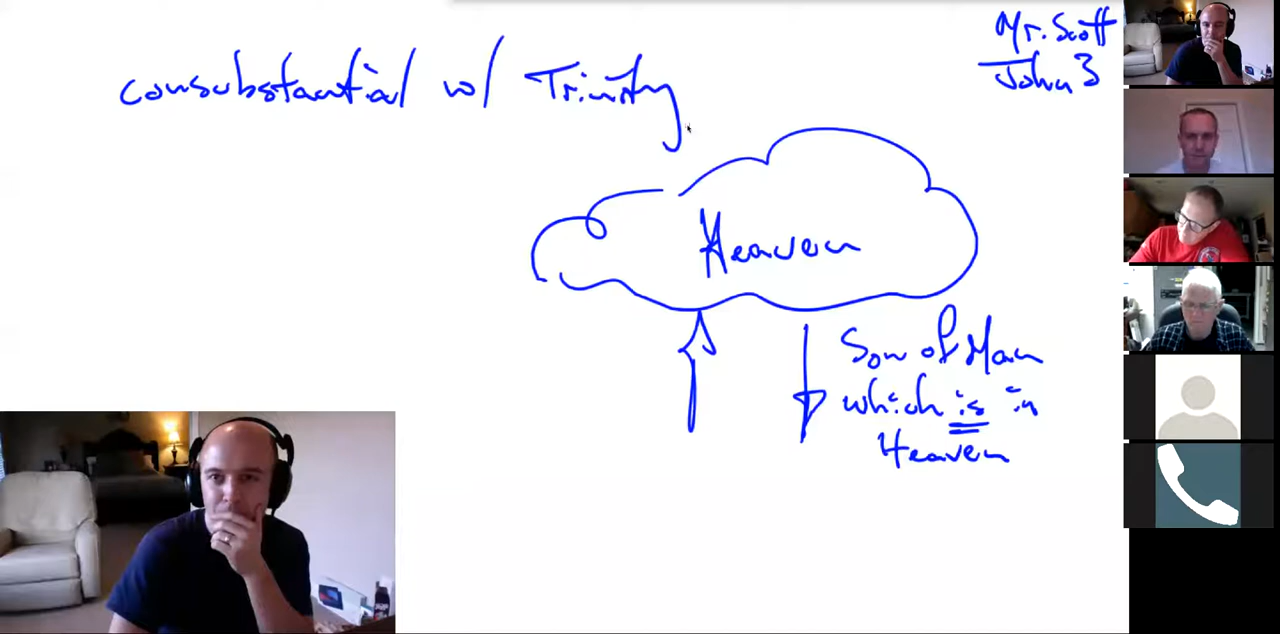 Mr. Scott
John 3
consubstantial w/ Trinity
Heaven
Son of Man
which is in
Heaven